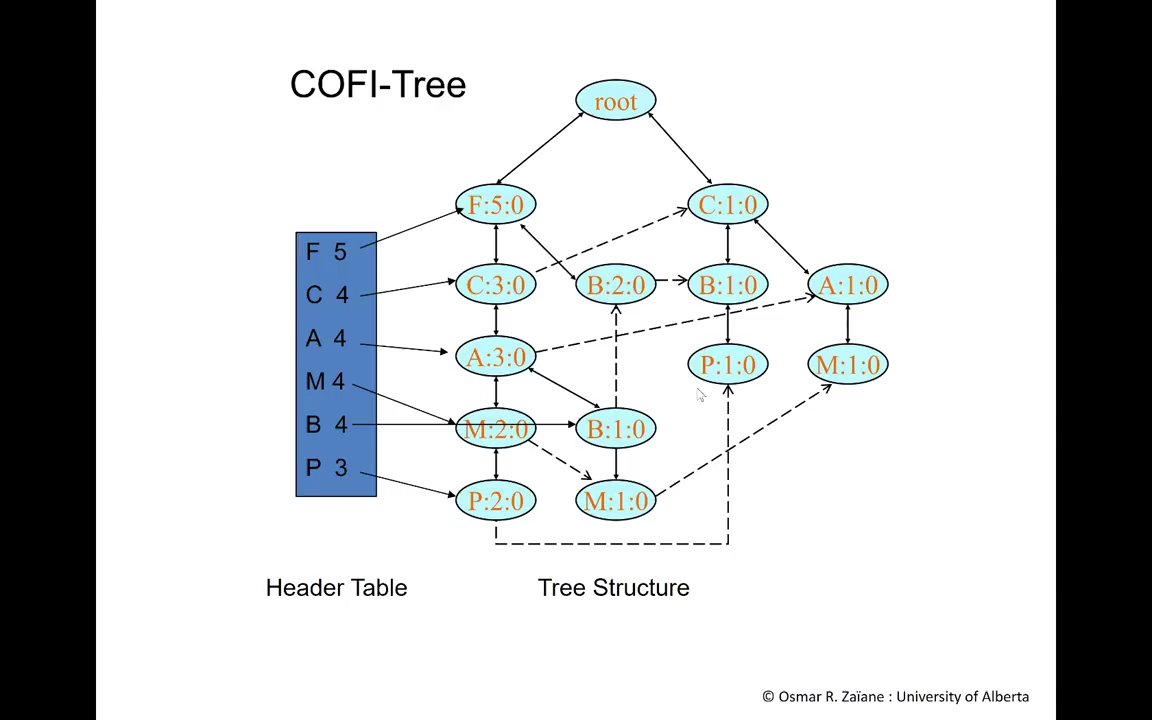 COFI-Tree
root
F:5:0 C:1:0
F 5
C 4
A 4
M 4
B 4
P 3
C:3:0 B:2:0 B:1:0 A:1:0
A:3:0 P:1:0 M:1:0
M:2:0 B:1:0
P:2:0 M:1:0
Header Table Tree Structure
© Osmar R. Zaïane : University of Alberta